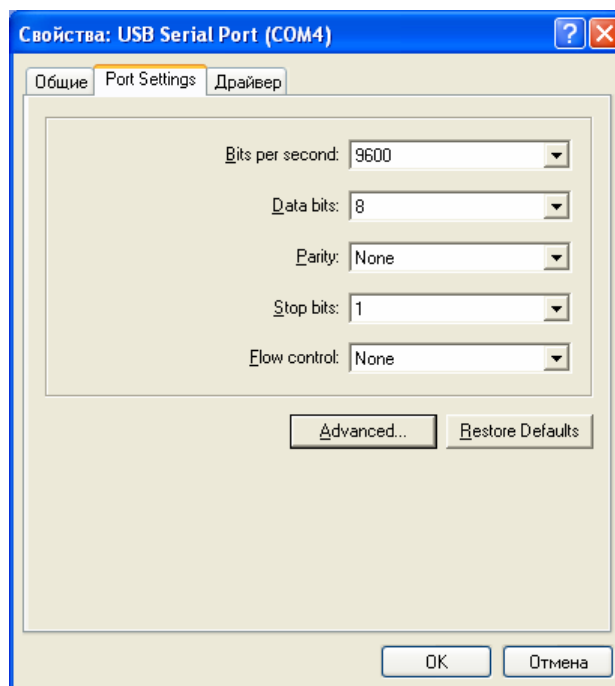 Свойства: USB Serial Port (COM4)
Общие Port Settings Драйвер
Bits per second: 9600
Data bits: 8
Parity: None
Stop bits: 1
Flow control: None
Advanced... Restore Defaults
OK Отмена